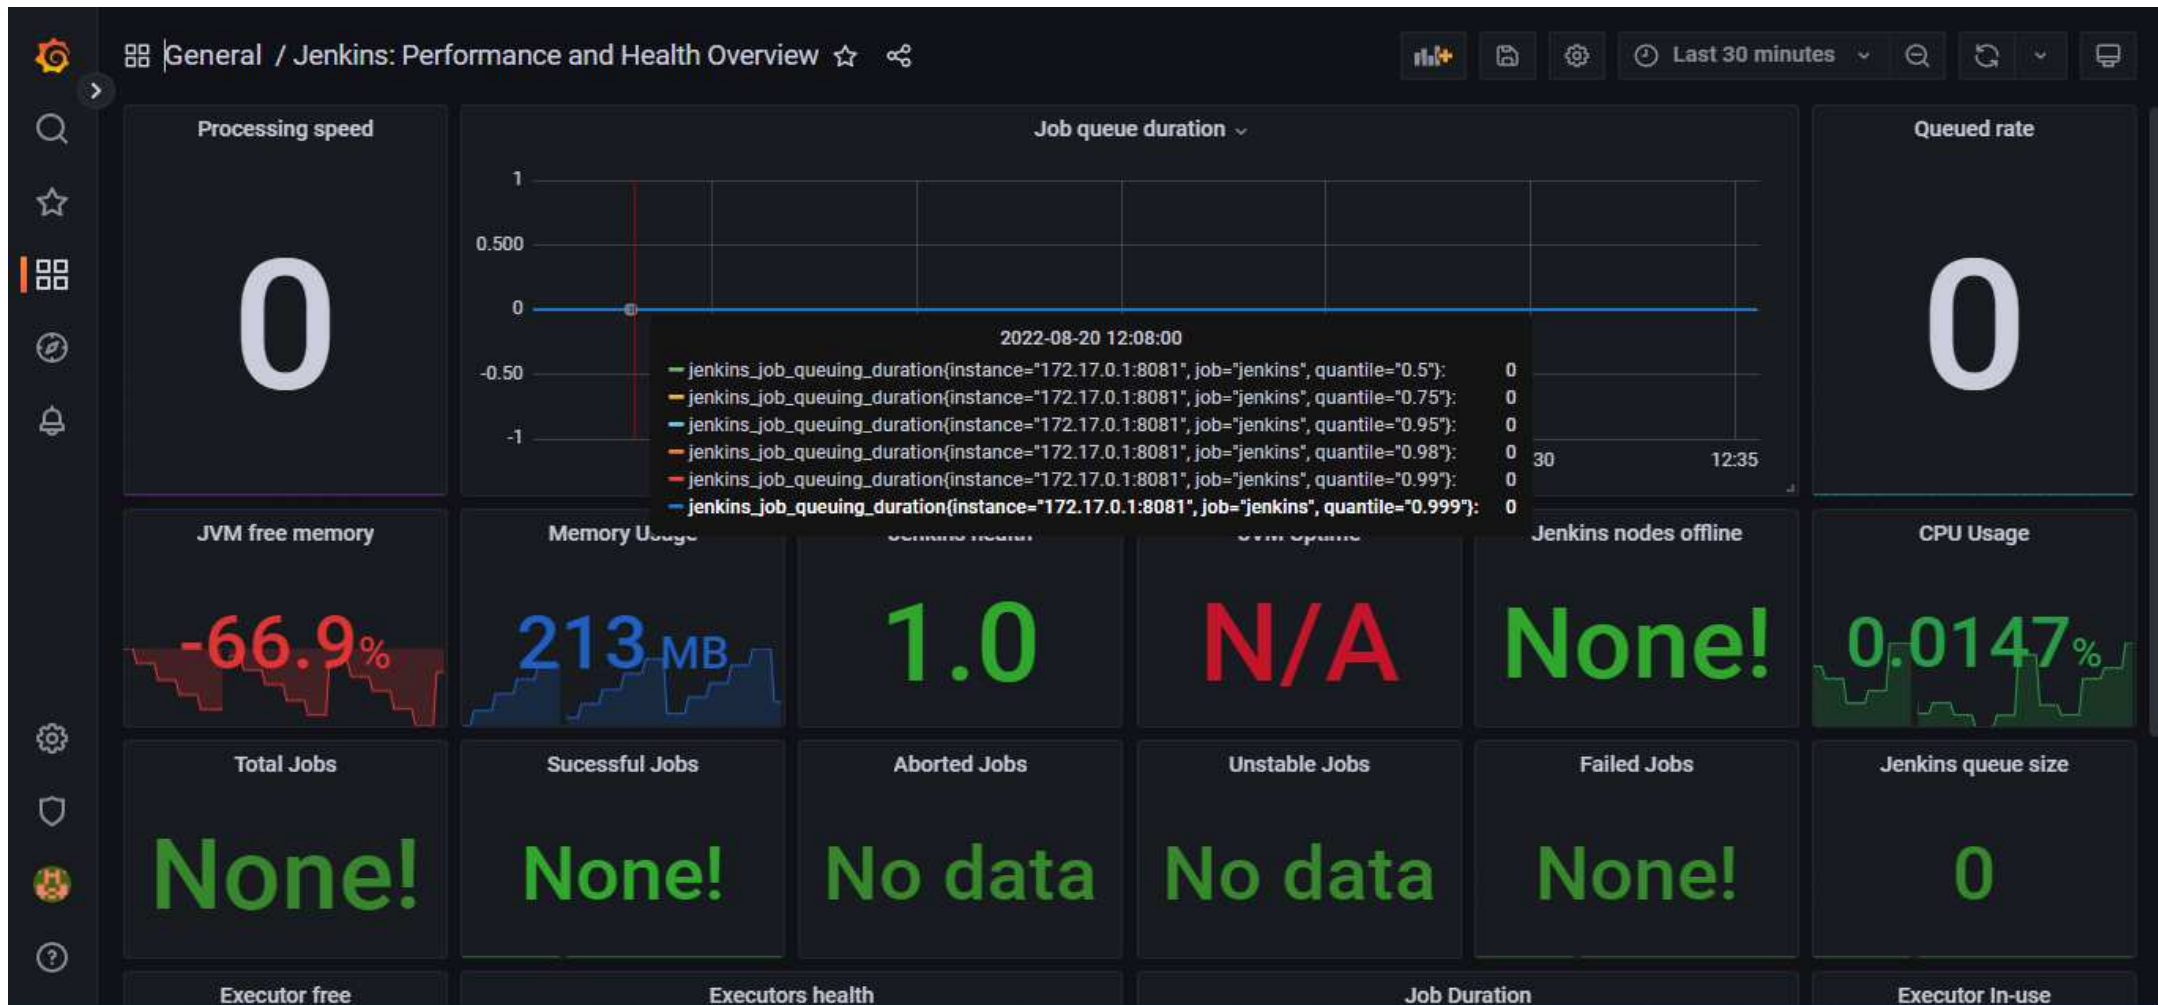 General / Jenkins: Performance and Health Overview
Last 30 minutes
Processing speed
0
Job queue duration
1
0.500
0
-0.50
-1
30
12:35
2022-08-20 12:08:00
jenkins_job_queuing_duration{instance="172.17.0.1:8081", job="jenkins", quantile="0.5"}: 0
jenkins_job_queuing_duration{instance="172.17.0.1:8081", job="jenkins", quantile="0.75"}: 0
jenkins_job_queuing_duration{instance="172.17.0.1:8081", job="jenkins", quantile="0.95"}: 0
jenkins_job_queuing_duration{instance="172.17.0.1:8081", job="jenkins", quantile="0.98"}: 0
jenkins_job_queuing_duration{instance="172.17.0.1:8081", job="jenkins", quantile="0.99"}: 0
jenkins_job_queuing_duration{instance="172.17.0.1:8081", job="jenkins", quantile="0.999"}: 0
Queued rate
0
JVM free memory
-66.9%
Memory Usage
213 MB
Jenkins health
1.0
JVM Uptime
N/A
Jenkins nodes offline
None!
CPU Usage
0.0147%
Total Jobs
None!
Sucessful Jobs
None!
Aborted Jobs
No data
Unstable Jobs
No data
Failed Jobs
None!
Jenkins queue size
0
Executor free
Executors health
Job Duration
Executor In-use